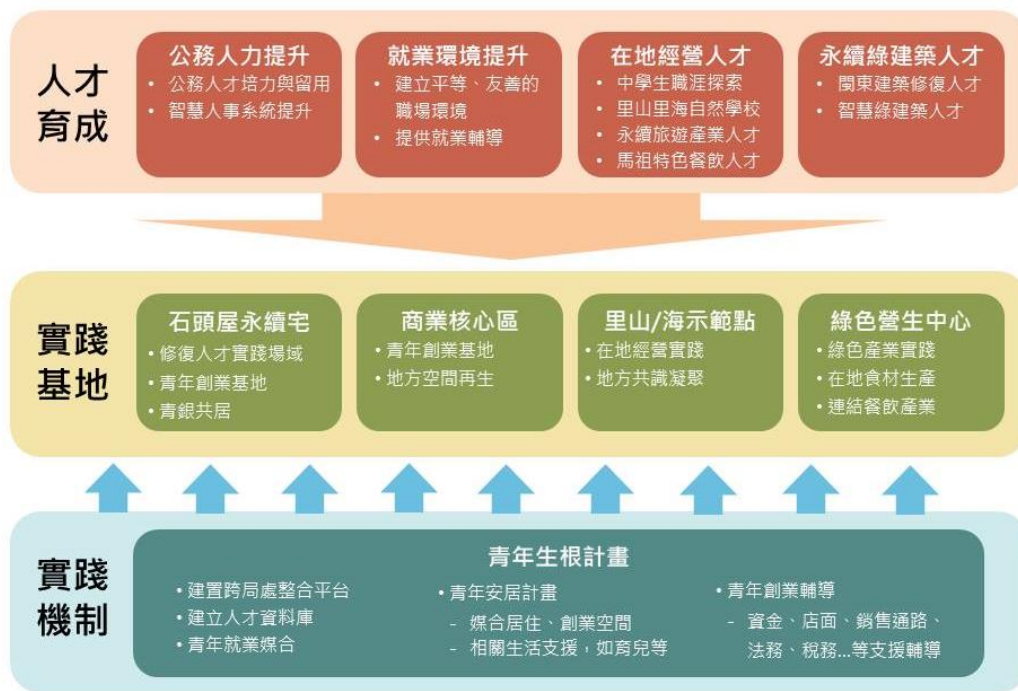 人才
育成
公務人力提升
• 公務人才培力與留用
• 智慧人事系統提升
就業環境提升
• 建立平等、友善的
職場環境
• 提供就業輔導
在地經營人才
• 中學生職涯探索
• 里山里海自然學校
• 永續旅遊產業人才
• 馬祖特色餐飲人才
永續綠建築人才
• 閩東建築修復人才
• 智慧綠建築人才
實踐
基地
石頭屋永續宅
• 修復人才實踐場域
• 青年創業基地
• 青銀共居
商業核心區
• 青年創業基地
• 地方空間再生
里山/海示範點
• 在地經營實踐
• 地方共識凝聚
綠色營生中心
• 綠色產業實踐
• 在地食材生產
• 連結餐飲產業
實踐
機制
青年生根計畫
• 建置跨局處整合平台
• 建立人才資料庫
• 青年就業媒合
• 青年安居計畫
- 媒合居住、創業空間
- 相關生活支援，如育兒等
• 青年創業輔導
- 資金、店面、銷售通路、
法務、稅務...等支援輔導